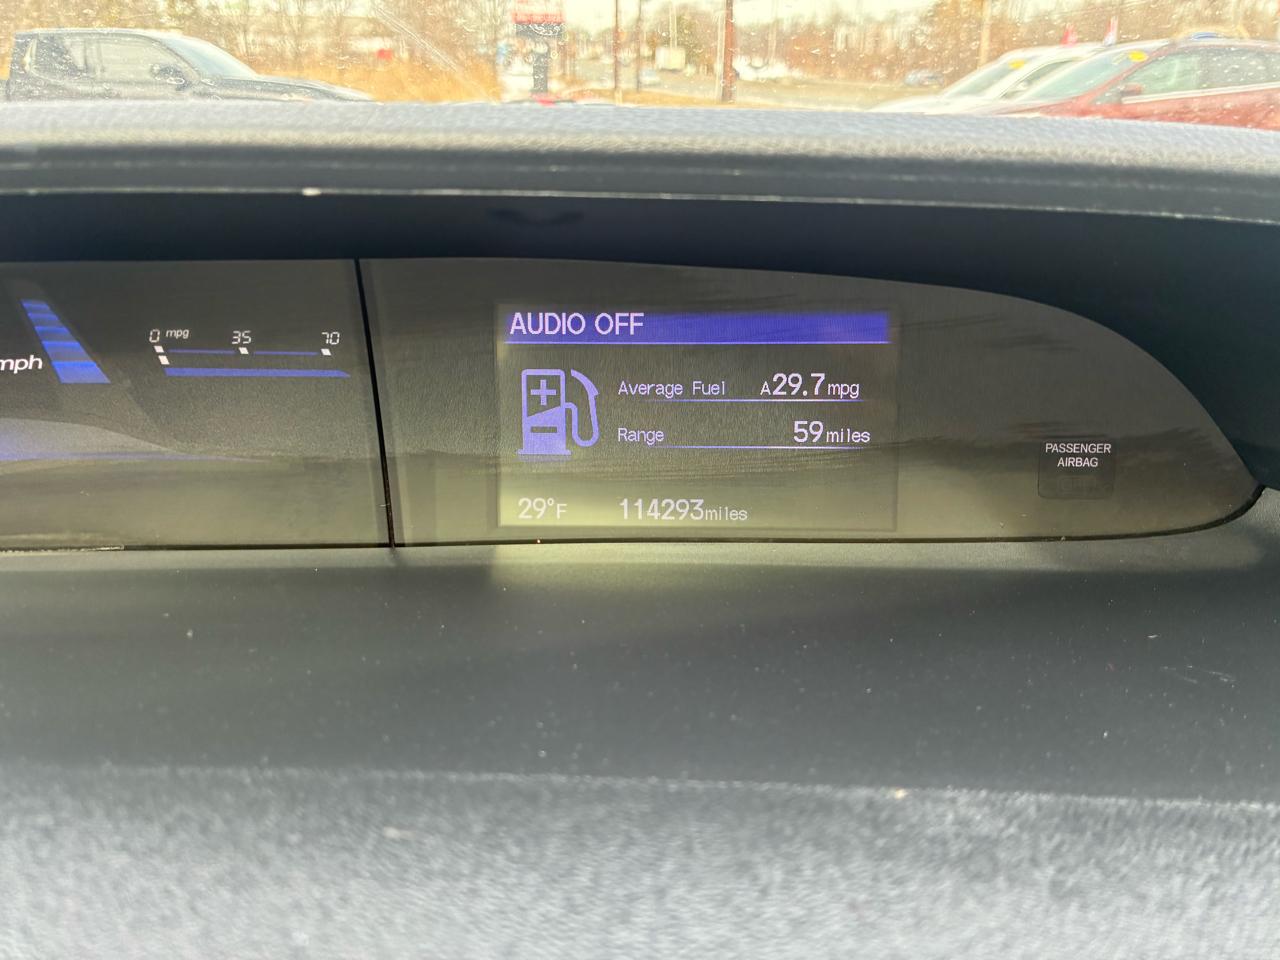 mph
0 mpg 35 70
AUDIO OFF
Average Fuel A29.7mpg
Range 59miles
29°F 114293miles
PASSENGER
AIRBAG